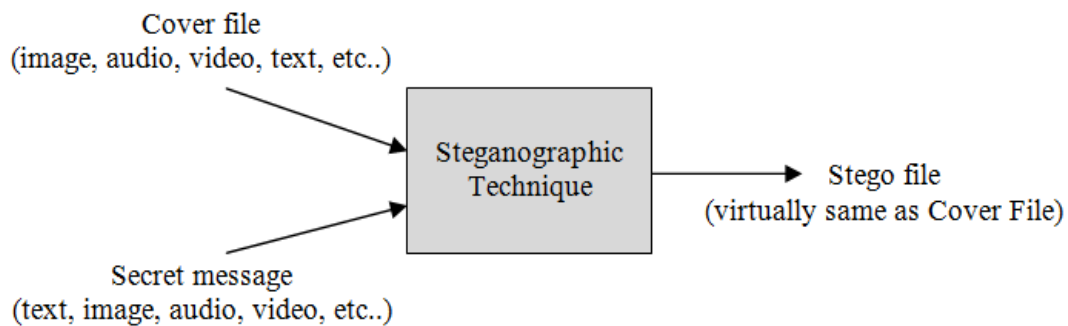 Cover file
(image, audio, video, text, etc..)
Steganographic
Technique
Stego file
(virtually same as Cover File)
Secret message
(text, image, audio, video, etc..)